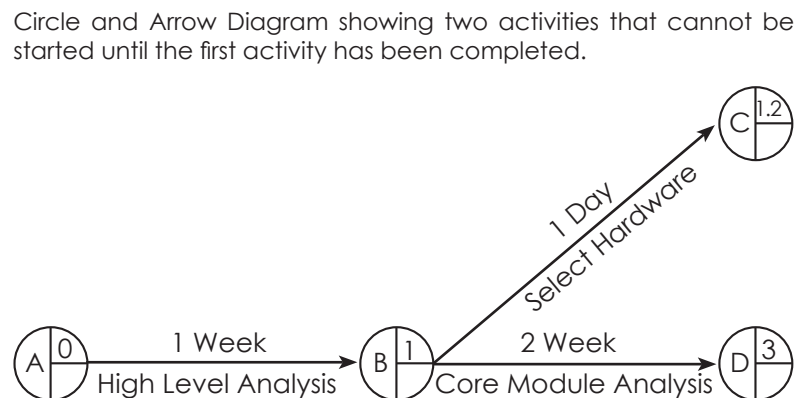 Circle and Arrow Diagram showing two activities that cannot be
started until the first activity has been completed.
C 1.2
1 Day
Select Hardware
A 0
1 Week
High Level Analysis
B 1
2 Week
Core Module Analysis
D 3